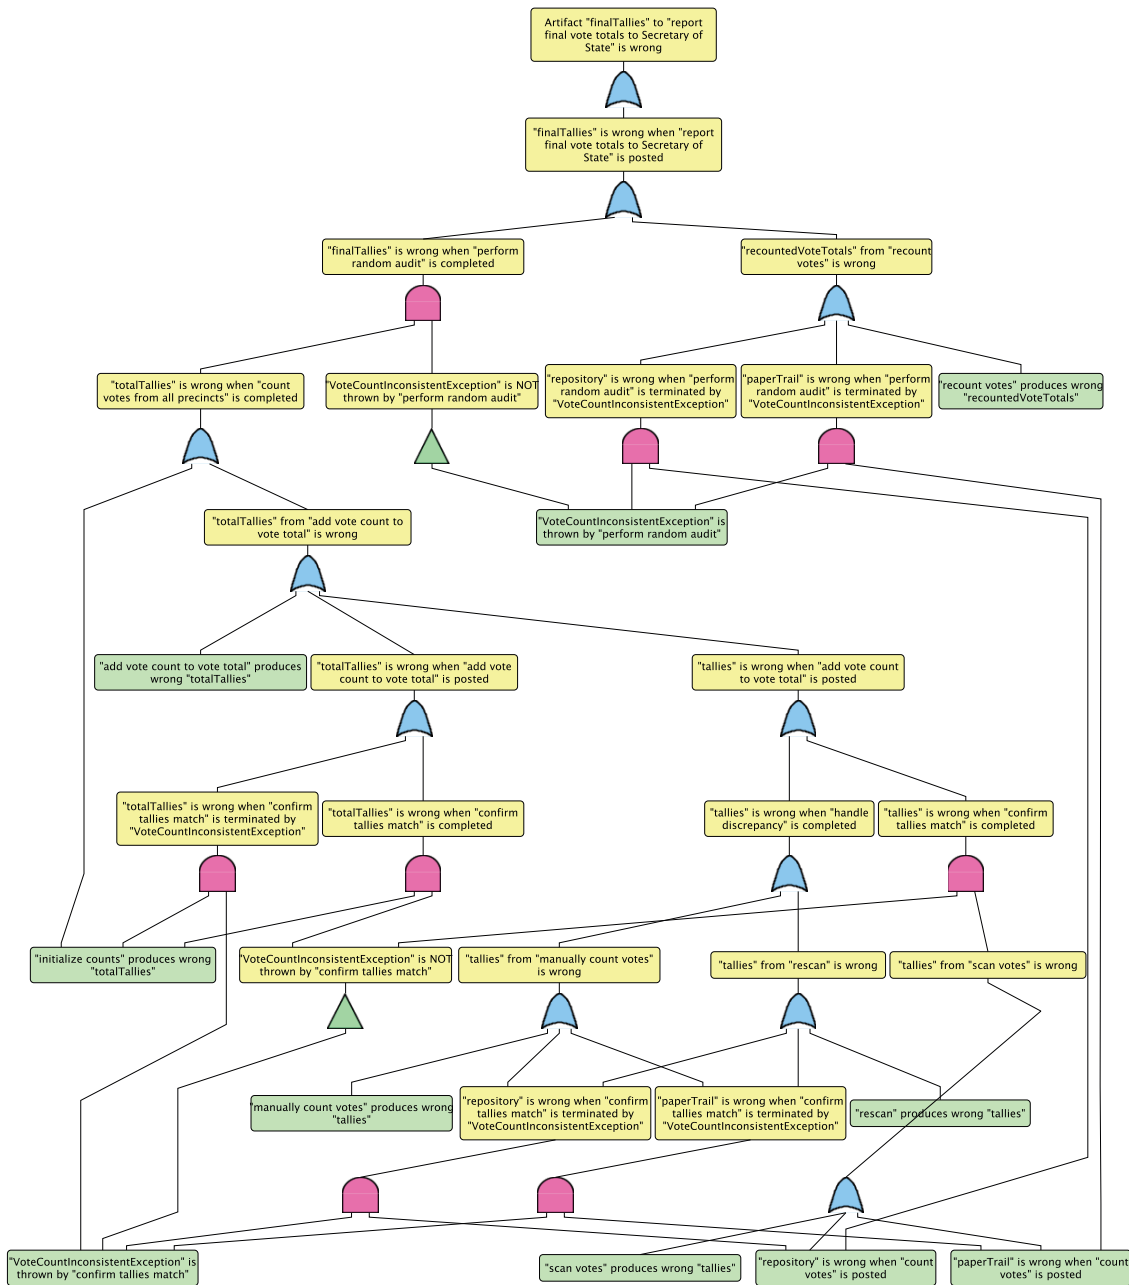 Artifact "finalTallies" to "report
final vote totals to Secretary of
State" is wrong
"finalTallies" is wrong when "report
final vote totals to Secretary of
State" is posted
"finalTallies" is wrong when "perform
random audit" is completed
"recountedVoteTotals" from "recount
votes" is wrong
"totalTallies" is wrong when "count
votes from all precincts" is completed
"VoteCountInconsistentException" is NOT
thrown by "perform random audit"
"repository" is wrong when "perform
random audit" is terminated by
"VoteCountInconsistentException"
"paperTrail" is wrong when "perform
random audit" is terminated by
"VoteCountInconsistentException"
"recount votes" produces wrong
"recountedVoteTotals"
"totalTallies" from "add vote count to
vote total" is wrong
"VoteCountInconsistentException" is
thrown by "perform random audit"
"add vote count to vote total" produces
wrong "totalTallies"
"totalTallies" is wrong when "add vote
count to vote total" is posted
"tallies" is wrong when "add vote count
to vote total" is posted
"totalTallies" is wrong when "confirm
tallies match" is terminated by
"VoteCountInconsistentException"
"totalTallies" is wrong when "confirm
tallies match" is completed
"tallies" is wrong when "handle
discrepancy" is completed
"tallies" is wrong when "confirm
tallies match" is completed
"initialize counts" produces wrong
"totalTallies"
"VoteCountInconsistentException" is NOT
thrown by "confirm tallies match"
"tallies" from "manually count votes"
is wrong
"tallies" from "rescan" is wrong
"tallies" from "scan votes" is wrong
"manually count votes" produces wrong
"tallies"
"repository" is wrong when "confirm
tallies match" is terminated by
"VoteCountInconsistentException"
"paperTrail" is wrong when "confirm
tallies match" is terminated by
"VoteCountInconsistentException"
"rescan" produces wrong "tallies"
"VoteCountInconsistentException" is
thrown by "confirm tallies match"
"scan votes" produces wrong "tallies"
"repository" is wrong when "count
votes" is posted
"paperTrail" is wrong when "count
votes" is posted